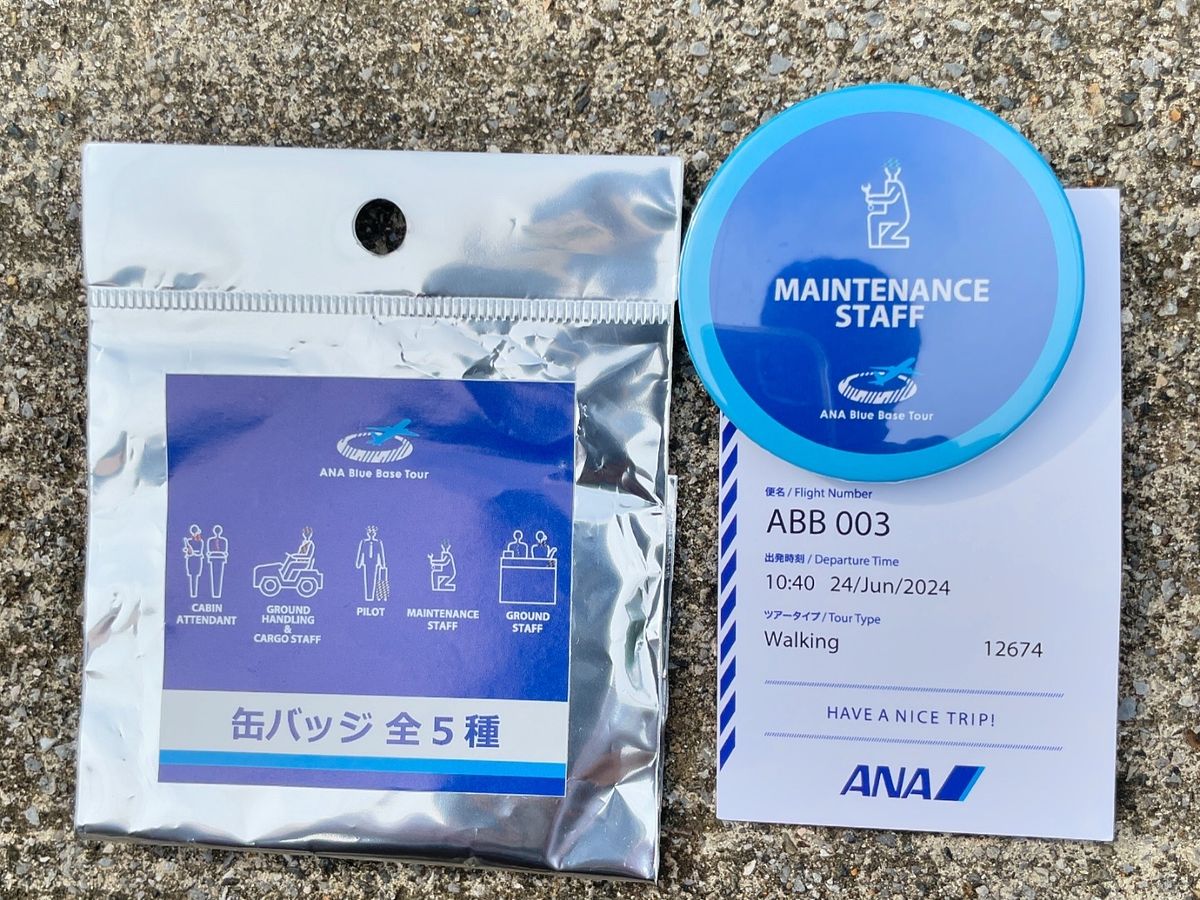 ANA Blue Base Tour
CABIN
ATTENDANT
GROUND
HANDLING
&
CARGO STAFF
PILOT
MAINTENANCE
STAFF
GROUND
STAFF
缶バッジ 全5種
MAINTENANCE
STAFF
ANA Blue Base Tour
便名 / Flight Number
ABB 003
出発時刻 / Departure Time
10:40 24/Jun/2024
ツアータイプ / Tour Type
Walking 12674
HAVE A NICE TRIP!
ANA